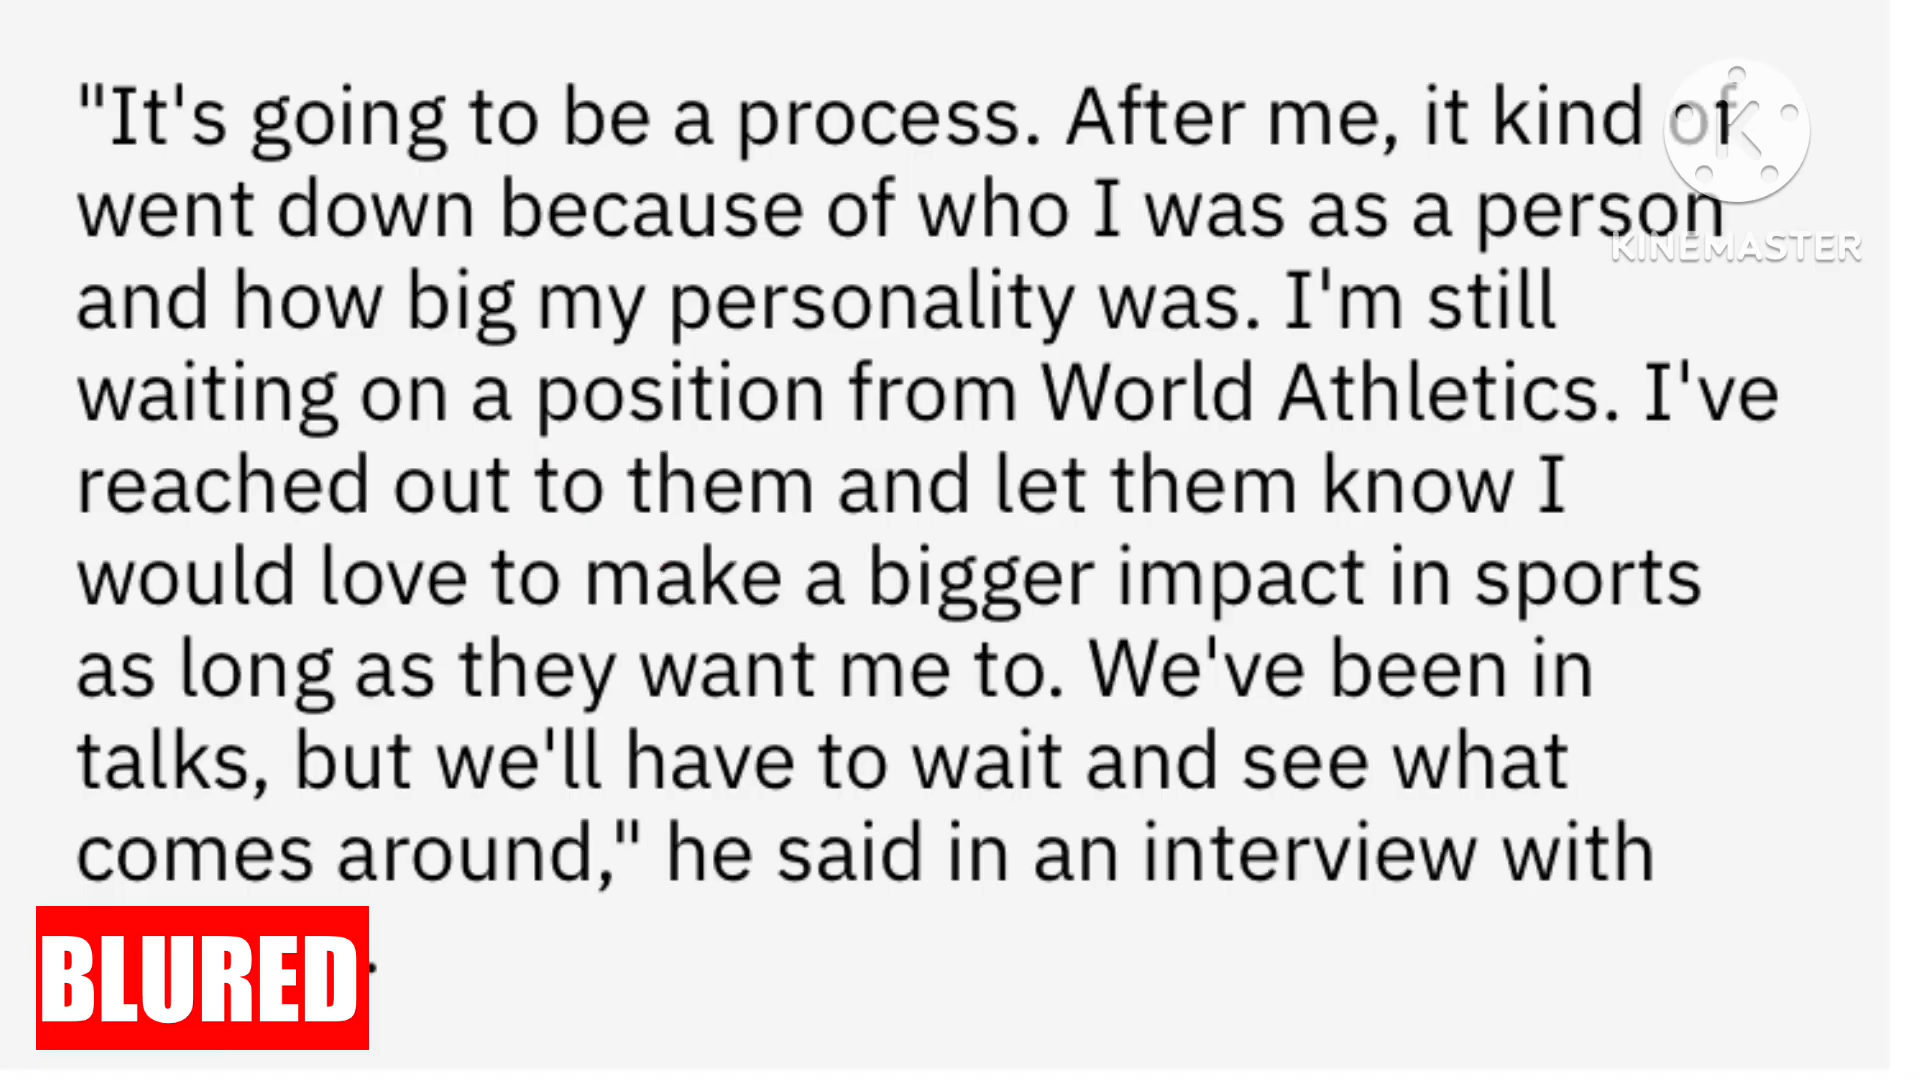 "It's going to be a process. After me, it kind of
went down because of who I was as a person
and how big my personality was. I'm still
waiting on a position from World Athletics. I've
reached out to them and let them know I
would love to make a bigger impact in sports
as long as they want me to. We've been in
talks, but we'll have to wait and see what
comes around," he said in an interview with
BLURED.
K
KINEMASTER